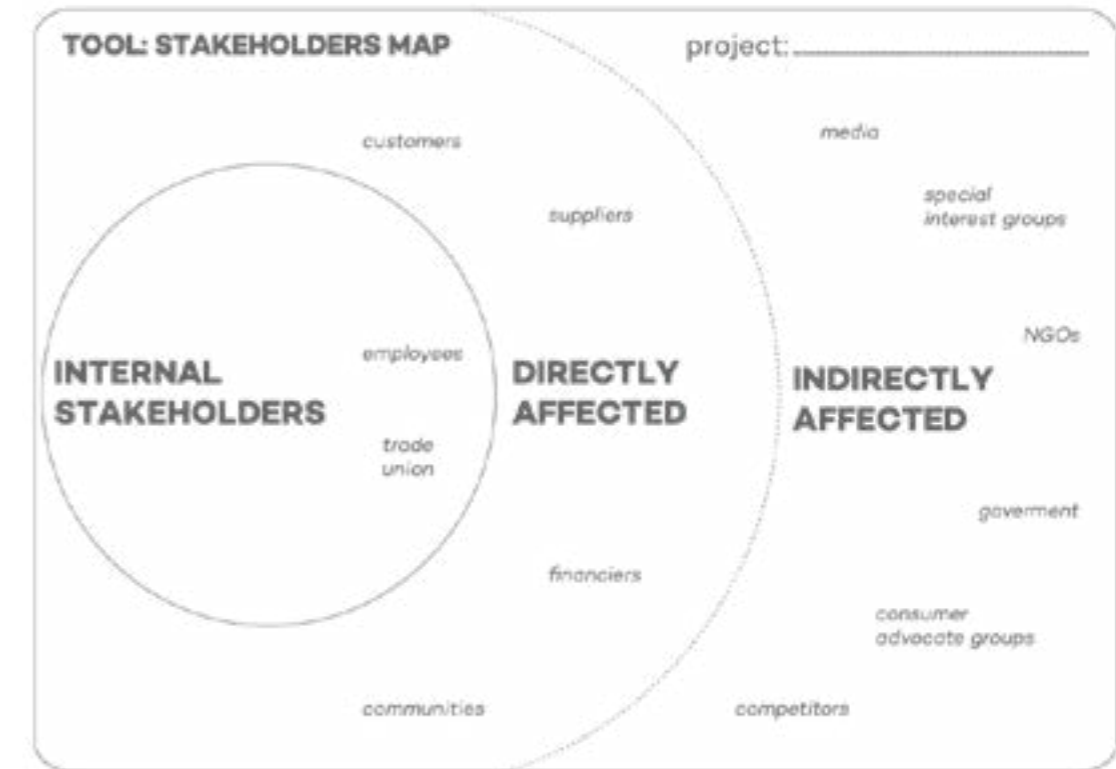 TOOL: STAKEHOLDERS MAP
project:
customers
media
suppliers
special
interest groups
NGOs
employees
INTERNAL
STAKEHOLDERS
DIRECTLY
AFFECTED
INDIRECTLY
AFFECTED
trade
union
goverment
financiers
consumer
advocate groups
communities
competitors